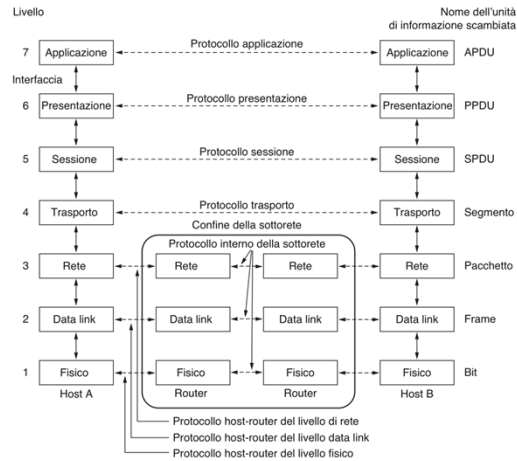 Livello
Nome dell'unità
di informazione scambiata
7 Applicazione Protocollo applicazione Applicazione APDU
Interfaccia
6 Presentazione Protocollo presentazione Presentazione PPDU
5 Sessione Protocollo sessione Sessione SPDU
4 Trasporto Protocollo trasporto Trasporto Segmento
Confine della sottorete
Protocollo interno della sottorete
3 Rete Rete Rete Rete Pacchetto
2 Data link Data link Data link Data link Frame
1 Fisico Fisico Fisico Fisico Bit
Host A Router Router Host B
Protocollo host-router del livello di rete
Protocollo host-router del livello data link
Protocollo host-router del livello fisico